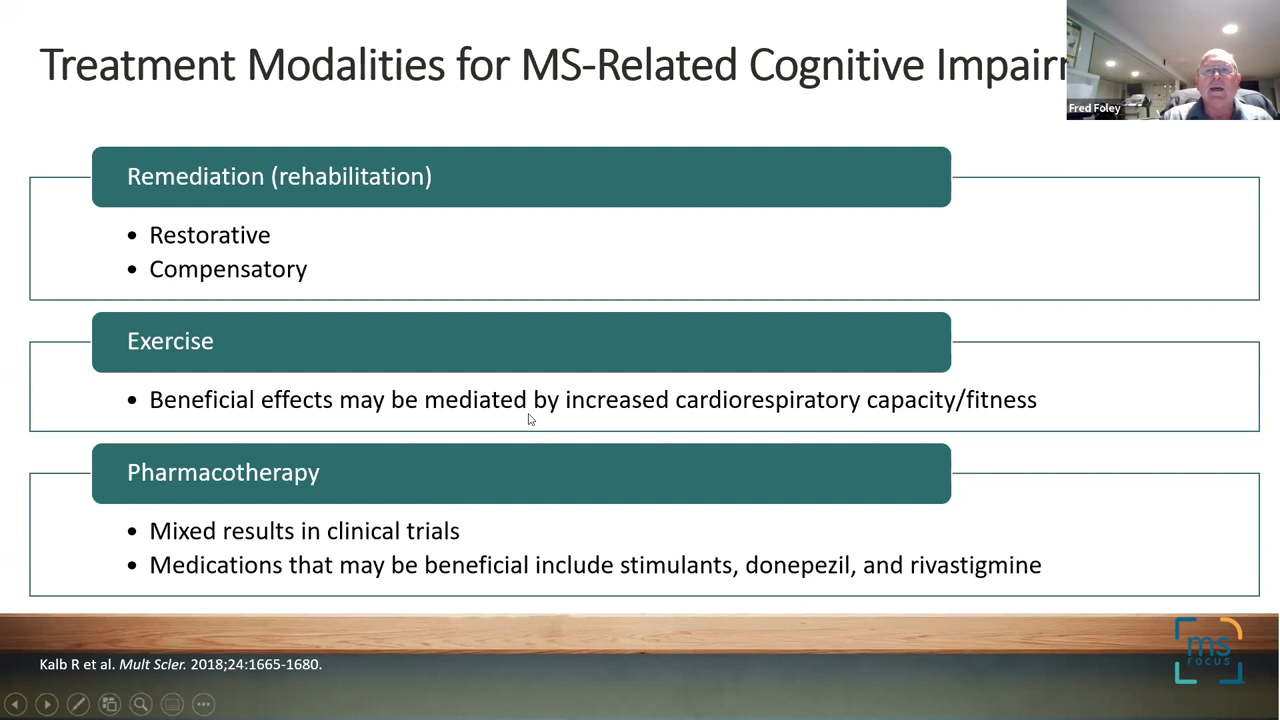 Treatment Modalities for MS-Related Cognitive Impair
Fred Foley
Remediation (rehabilitation)
• Restorative
• Compensatory
Exercise
• Beneficial effects may be mediated by increased cardiorespiratory capacity/fitness
Pharmacotherapy
• Mixed results in clinical trials
• Medications that may be beneficial include stimulants, donepezil, and rivastigmine
Kalb R et al. Mult Scler. 2018;24:1665-1680.
ms
FOCUS